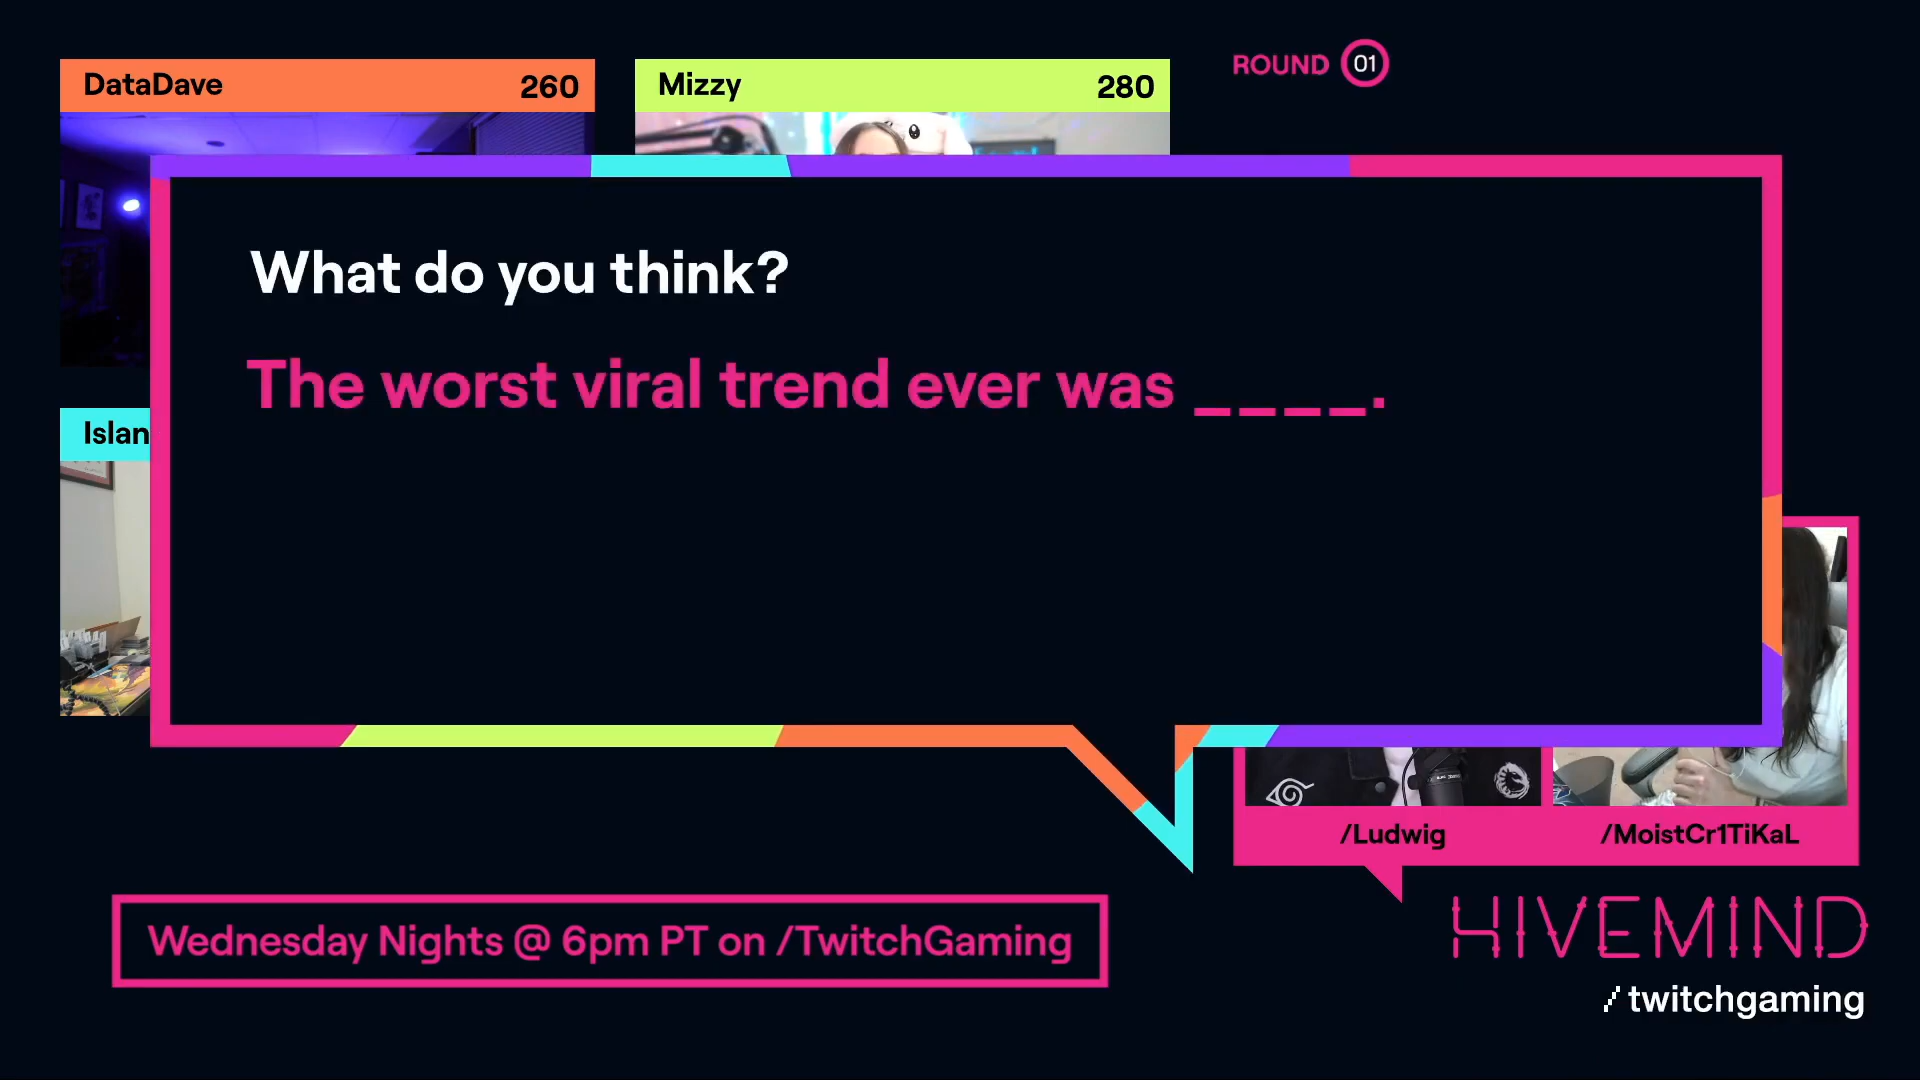 DataDave 260
Mizzy 280
ROUND 01
What do you think?
The worst viral trend ever was _ _ _ _.
Islan
/Ludwig
/MoistCr1TiKaL
Wednesday Nights @ 6pm PT on /TwitchGaming
HIVEMIND
/twitchgaming